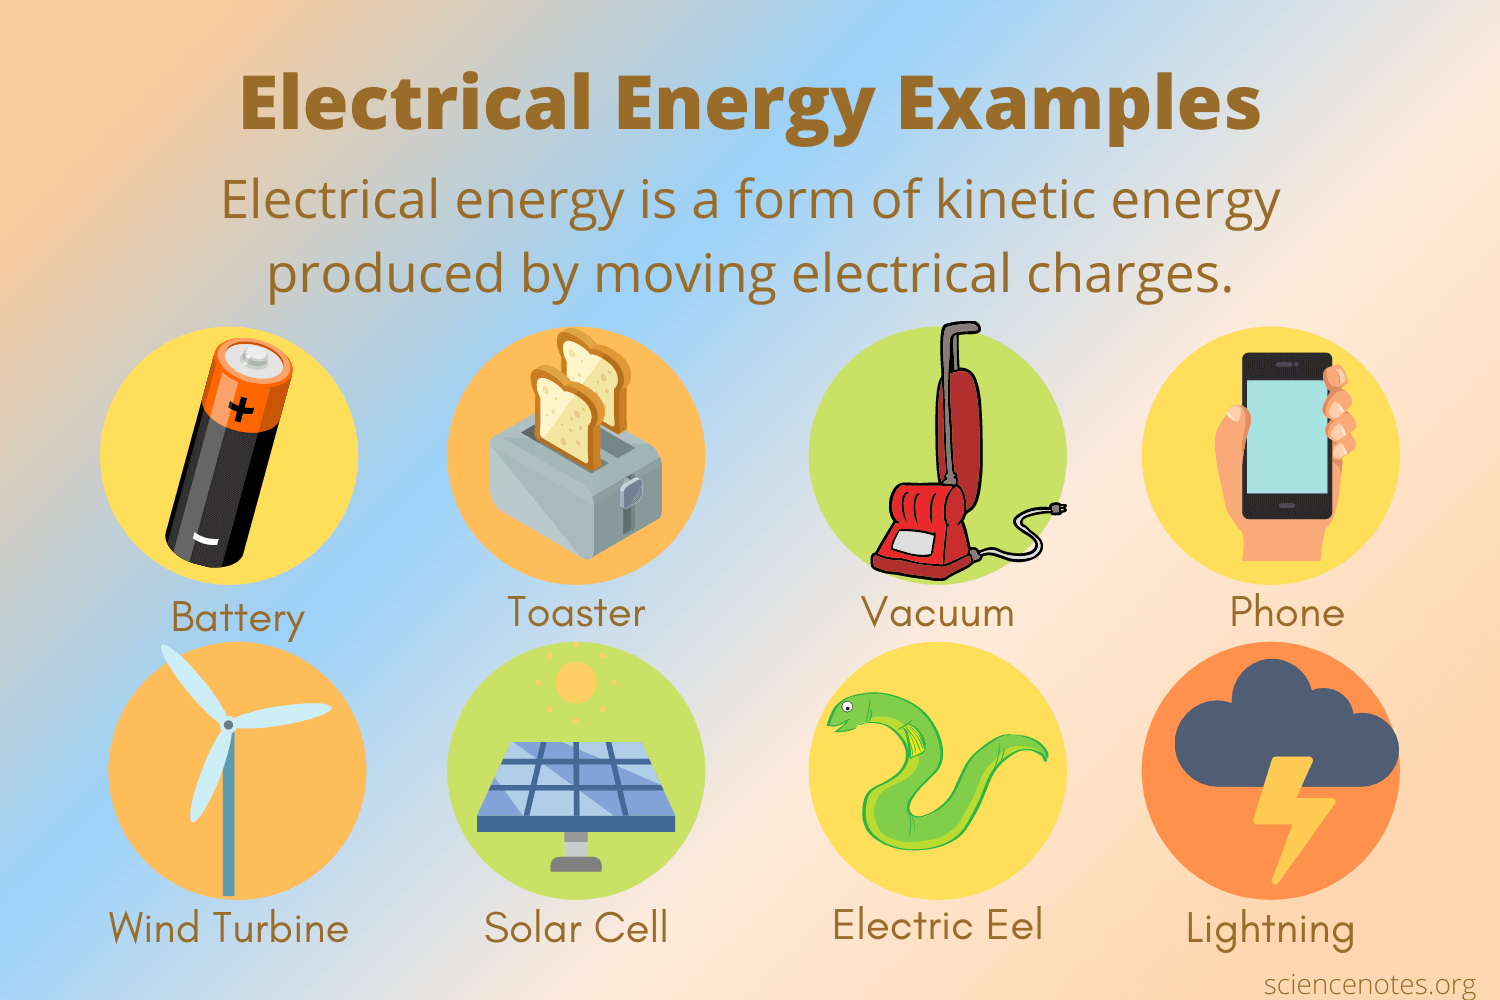 Electrical Energy Examples
Electrical energy is a form of kinetic energy
produced by moving electrical charges.
+
Battery
Toaster
Vacuum
Phone
Wind Turbine
Solar Cell
Electric Eel
Lightning
sciencenotes.org